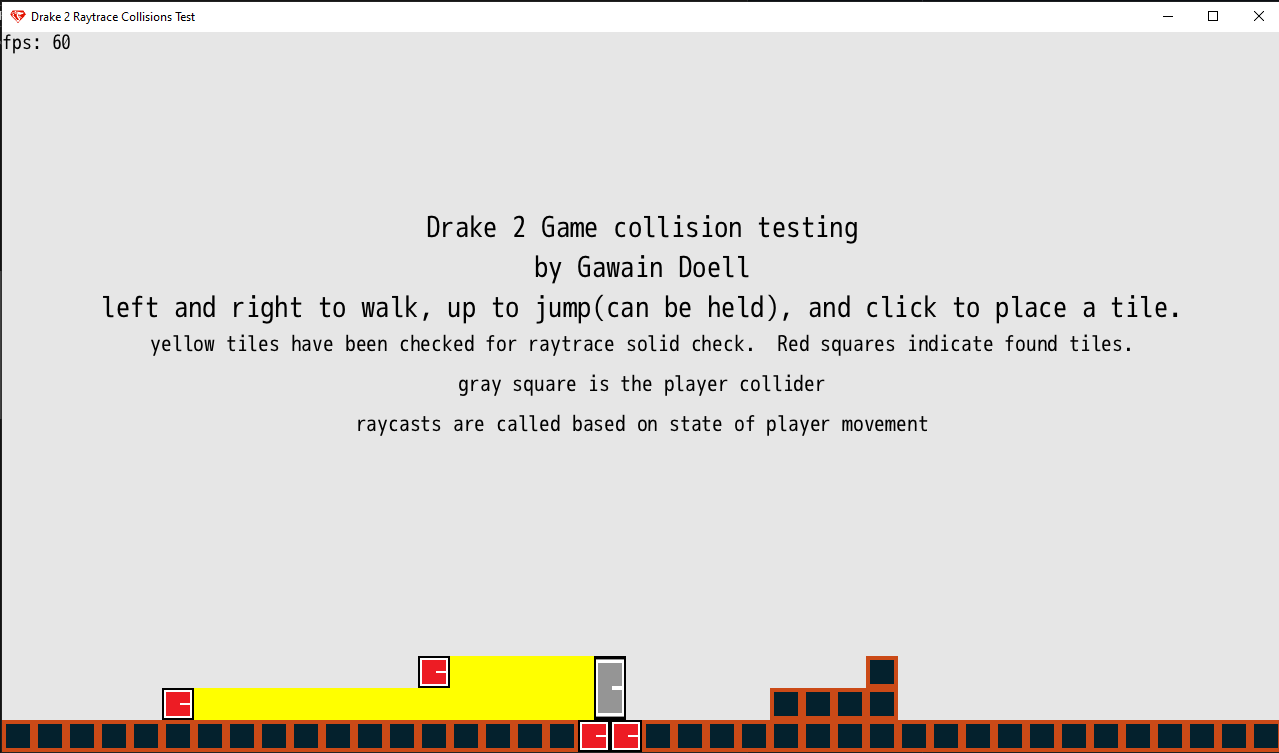 Drake 2 Raytrace Collisions Test
fps: 60
Drake 2 Game collision testing
by Gawain Doell
left and right to walk, up to jump(can be held), and click to place a tile.
yellow tiles have been checked for raytrace solid check.  Red squares indicate found tiles.
gray square is the player collider
raycasts are called based on state of player movement